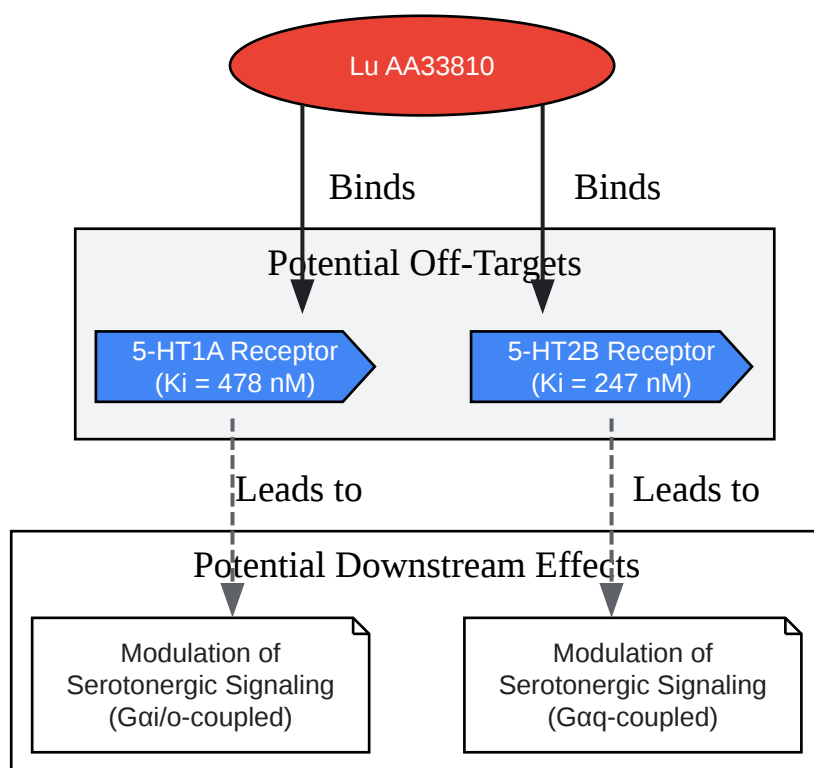 Lu AA33810
Binds
Binds
Potential Off-Targets
5-HT1A Receptor
(Ki = 478 nM)
5-HT2B Receptor
(Ki = 247 nM)
Leads to
Leads to
Potential Downstream Effects
Modulation of
Serotonergic Signaling
(Gαi/o-coupled)
Modulation of
Serotonergic Signaling
(Gαq-coupled)